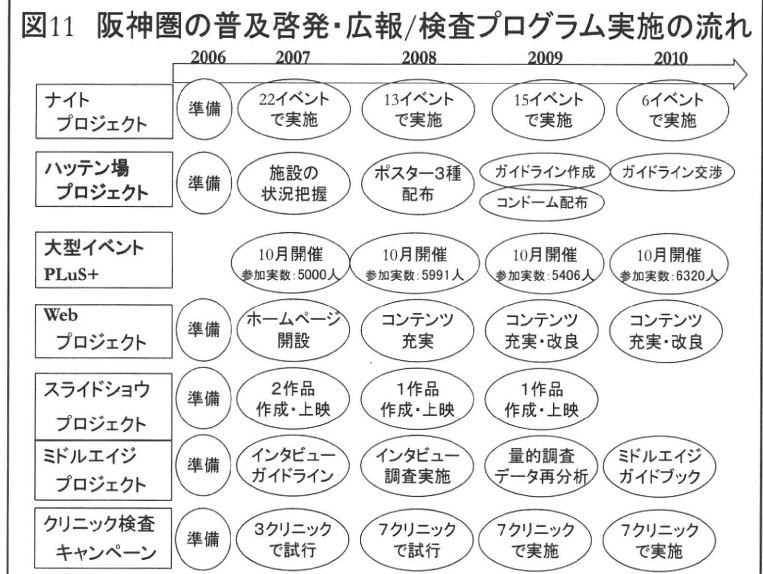 図11 阪神圏の普及啓発・広報/検査プログラム実施の流れ
2006 2007 2008 2009 2010
ナイト
プロジェクト
準備
22イベント
で実施
13イベント
で実施
15イベント
で実施
6イベント
で実施
ハッテン場
プロジェクト
準備
施設の
状況把握
ポスター3種
配布
ガイドライン作成
コンドーム配布
ガイドライン交渉
大型イベント
PLuS+
10月開催
参加実数:5000人
10月開催
参加実数:5991人
10月開催
参加実数:5406人
10月開催
参加実数:6320人
Web
プロジェクト
準備
ホームページ
開設
コンテンツ
充実
コンテンツ
充実・改良
コンテンツ
充実・改良
スライドショウ
プロジェクト
準備
2作品
作成・上映
1作品
作成・上映
1作品
作成・上映
ミドルエイジ
プロジェクト
準備
インタビュー
ガイドライン
インタビュー
調査実施
量的調査
データ再分析
ミドルエイジ
ガイドブック
クリニック検査
キャンペーン
準備
3クリニック
で試行
7クリニック
で試行
7クリニック
で実施
7クリニック
で実施